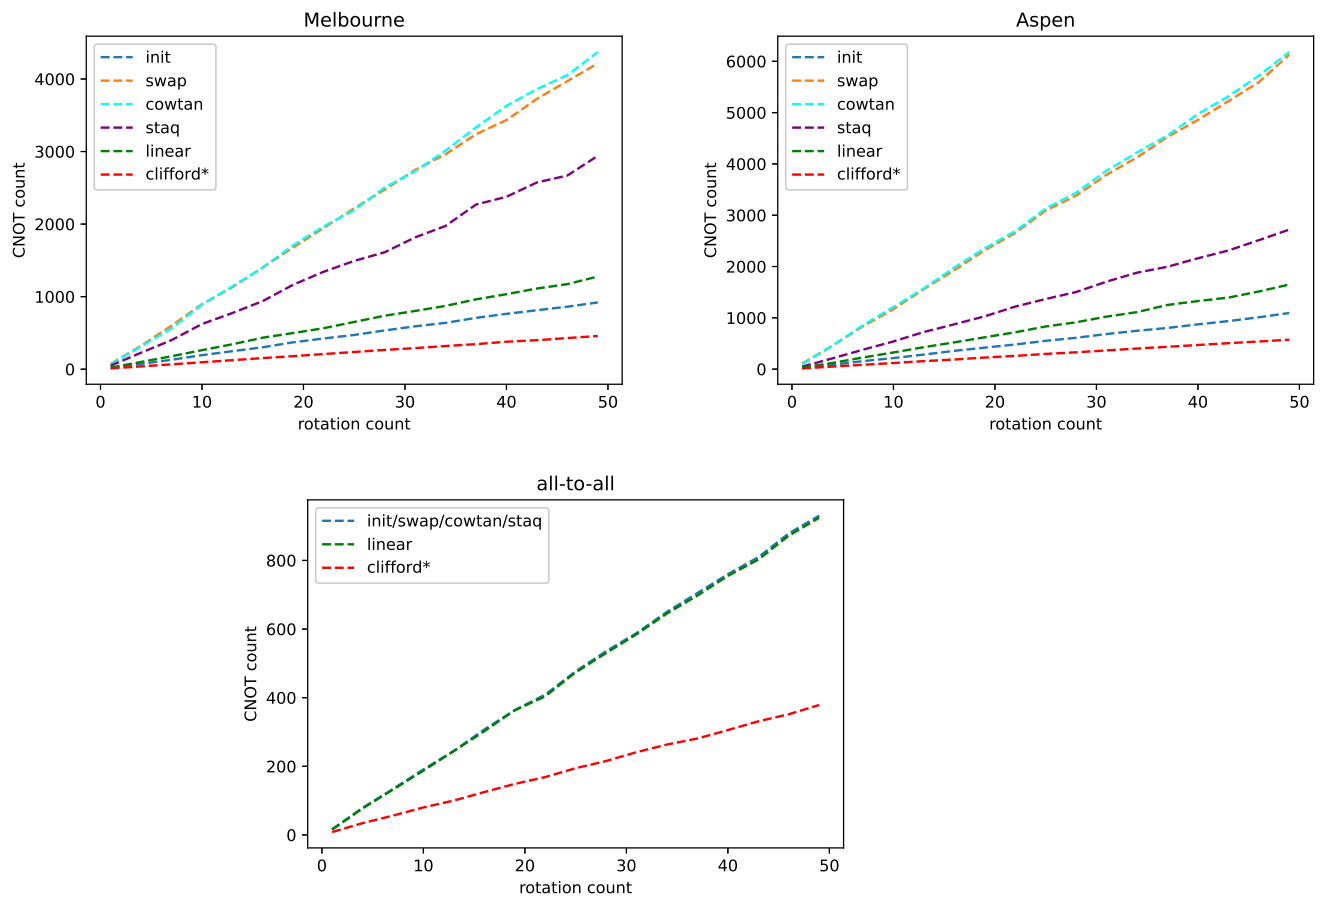 Melbourne
init
swap
cowtan
staq
linear
clifford*
4000
3000
2000
1000
0
CNOT count
0 10 20 30 40 50
rotation count
Aspen
init
swap
cowtan
staq
linear
clifford*
6000
5000
4000
3000
2000
1000
0
CNOT count
0 10 20 30 40 50
rotation count
all-to-all
init/swap/cowtan/staq
linear
clifford*
800
600
400
200
0
CNOT count
0 10 20 30 40 50
rotation count